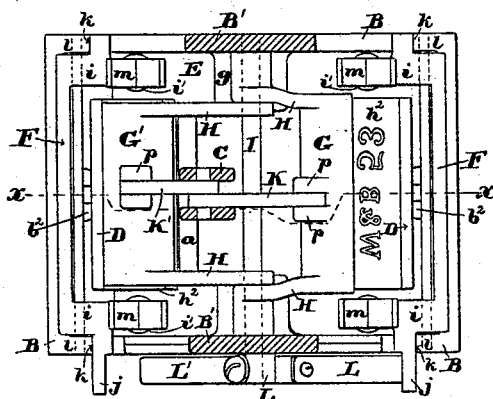 k B' B k
l i E g i l
m i' i' m
F H H h² F
G' I G
p C p
x K x
b² K' a p b²
D D
W&B 23
H H
h²
m i m
i i
B l B' l B
k k
j L' L L j